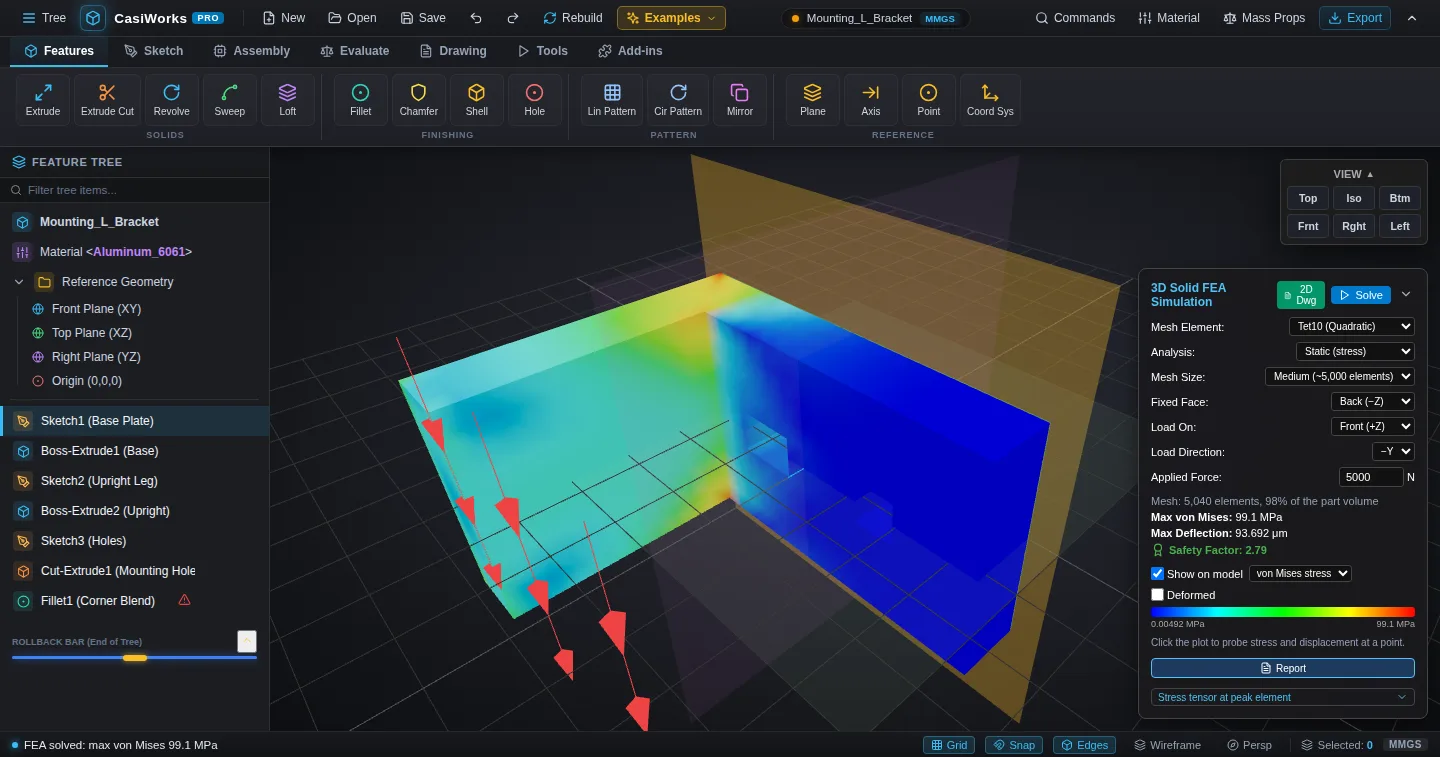 Tree CasiWorks PRO New Open Save Rebuild Examples Mounting_L_Bracket MMGS Commands Material Mass Props Export
Features Sketch Assembly Evaluate Drawing Tools Add-ins
Extrude Extrude Cut Revolve Sweep Loft Fillet Chamfer Shell Hole Lin Pattern Cir Pattern Mirror Plane Axis Point Coord Sys
SOLIDS FINISHING PATTERN REFERENCE
FEATURE TREE
Filter tree items...
Mounting_L_Bracket
Material <Aluminum_6061>
Reference Geometry
Front Plane (XY)
Top Plane (XZ)
Right Plane (YZ)
Origin (0,0,0)
Sketch1 (Base Plate)
Boss-Extrude1 (Base)
Sketch2 (Upright Leg)
Boss-Extrude2 (Upright)
Sketch3 (Holes)
Cut-Extrude1 (Mounting Hole
Fillet1 (Corner Blend)
ROLLBACK BAR (End of Tree)
VIEW ▲
Top Iso Btm
Frnt Rght Left
3D Solid FEA
Simulation
2D
Dwg
Solve
Mesh Element: Tet10 (Quadratic)
Analysis: Static (stress)
Mesh Size: Medium (~5,000 elements)
Fixed Face: Back (−Z)
Load On: Front (+Z)
Load Direction: −Y
Applied Force: 5000 N
Mesh: 5,040 elements, 98% of the part volume
Max von Mises: 99.1 MPa
Max Deflection: 93.692 µm
Safety Factor: 2.79
Show on model von Mises stress
Deformed
0.00492 MPa 99.1 MPa
Click the plot to probe stress and displacement at a point.
Report
Stress tensor at peak element
FEA solved: max von Mises 99.1 MPa Grid Snap Edges Wireframe Persp Selected: 0 MMGS